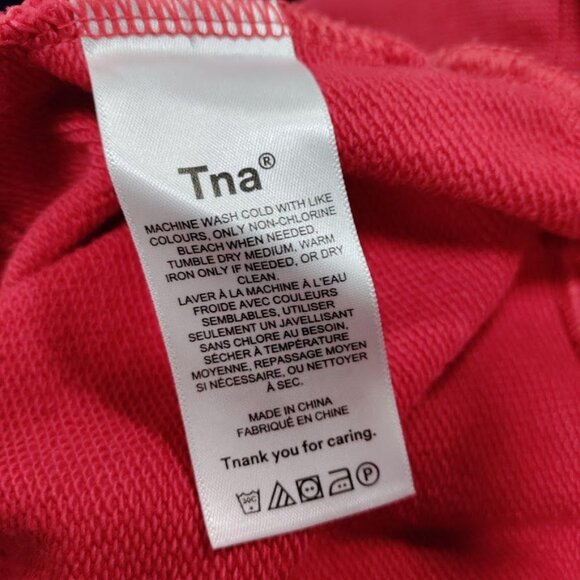 Tna®
MACHINE WASH COLD WITH LIKE
COLOURS, ONLY NON-CHLORINE
BLEACH WHEN NEEDED.
TUMBLE DRY MEDIUM, WARM
IRON ONLY IF NEEDED, OR DRY
CLEAN.
LAVER À LA MACHINE À L'EAU
FROIDE AVEC COULEURS
SEMBLABLES, UTILISER
SEULEMENT UN JAVELLISANT
SANS CHLORE AU BESOIN,
SÉCHER À TEMPÉRATURE
MOYENNE, REPASSAGE MOYEN
SI NÉCESSAIRE, OU NETTOYER
À SEC.
MADE IN CHINA
FABRIQUÉ EN CHINE
Tnank you for caring.
30C P